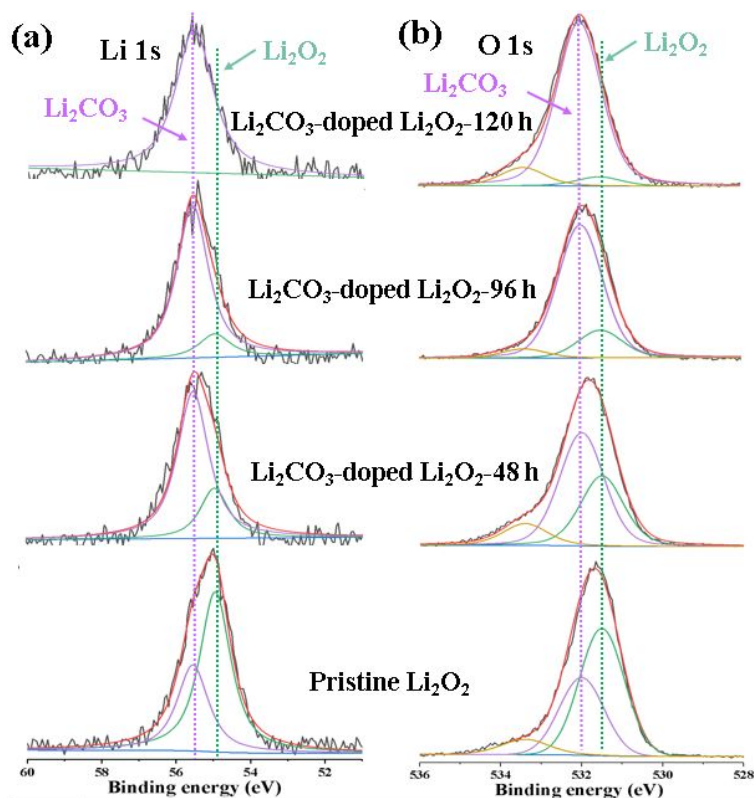 (a)
Li 1s
Li₂O₂
Li₂CO₃
(b)
O 1s
Li₂O₂
Li₂CO₃
Li₂CO₃-doped Li₂O₂-120 h
Li₂CO₃-doped Li₂O₂-96 h
Li₂CO₃-doped Li₂O₂-48 h
Pristine Li₂O₂
60 58 56 54 52
Binding energy (eV)
536 534 532 530 528
Binding energy (eV)